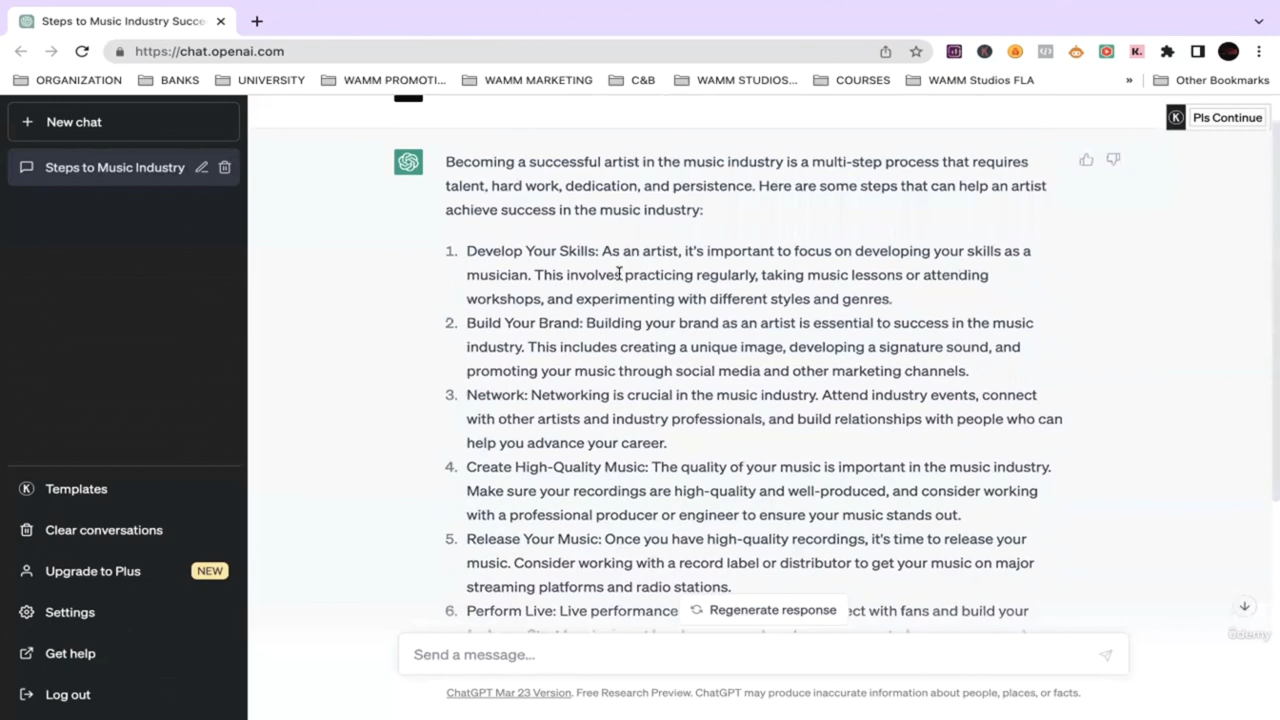 Steps to Music Industry Succe
https://chat.openai.com
ORGANIZATION BANKS UNIVERSITY WAMM PROMOTI... WAMM MARKETING C&B WAMM STUDIOS... COURSES WAMM Studios FLA » Other Bookmarks
New chat
Steps to Music Industry
Templates
Clear conversations
Upgrade to Plus NEW
Settings
Get help
Log out
K Pls Continue
Becoming a successful artist in the music industry is a multi-step process that requires
talent, hard work, dedication, and persistence. Here are some steps that can help an artist
achieve success in the music industry:
1. Develop Your Skills: As an artist, it's important to focus on developing your skills as a
musician. This involves practicing regularly, taking music lessons or attending
workshops, and experimenting with different styles and genres.
2. Build Your Brand: Building your brand as an artist is essential to success in the music
industry. This includes creating a unique image, developing a signature sound, and
promoting your music through social media and other marketing channels.
3. Network: Networking is crucial in the music industry. Attend industry events, connect
with other artists and industry professionals, and build relationships with people who can
help you advance your career.
4. Create High-Quality Music: The quality of your music is important in the music industry.
Make sure your recordings are high-quality and well-produced, and consider working
with a professional producer or engineer to ensure your music stands out.
5. Release Your Music: Once you have high-quality recordings, it's time to release your
music. Consider working with a record label or distributor to get your music on major
streaming platforms and radio stations.
6. Perform Live: Live performance ect with fans and build your
Regenerate response
Send a message...
ChatGPT Mar 23 Version. Free Research Preview. ChatGPT may produce inaccurate information about people, places, or facts.
ûdemy